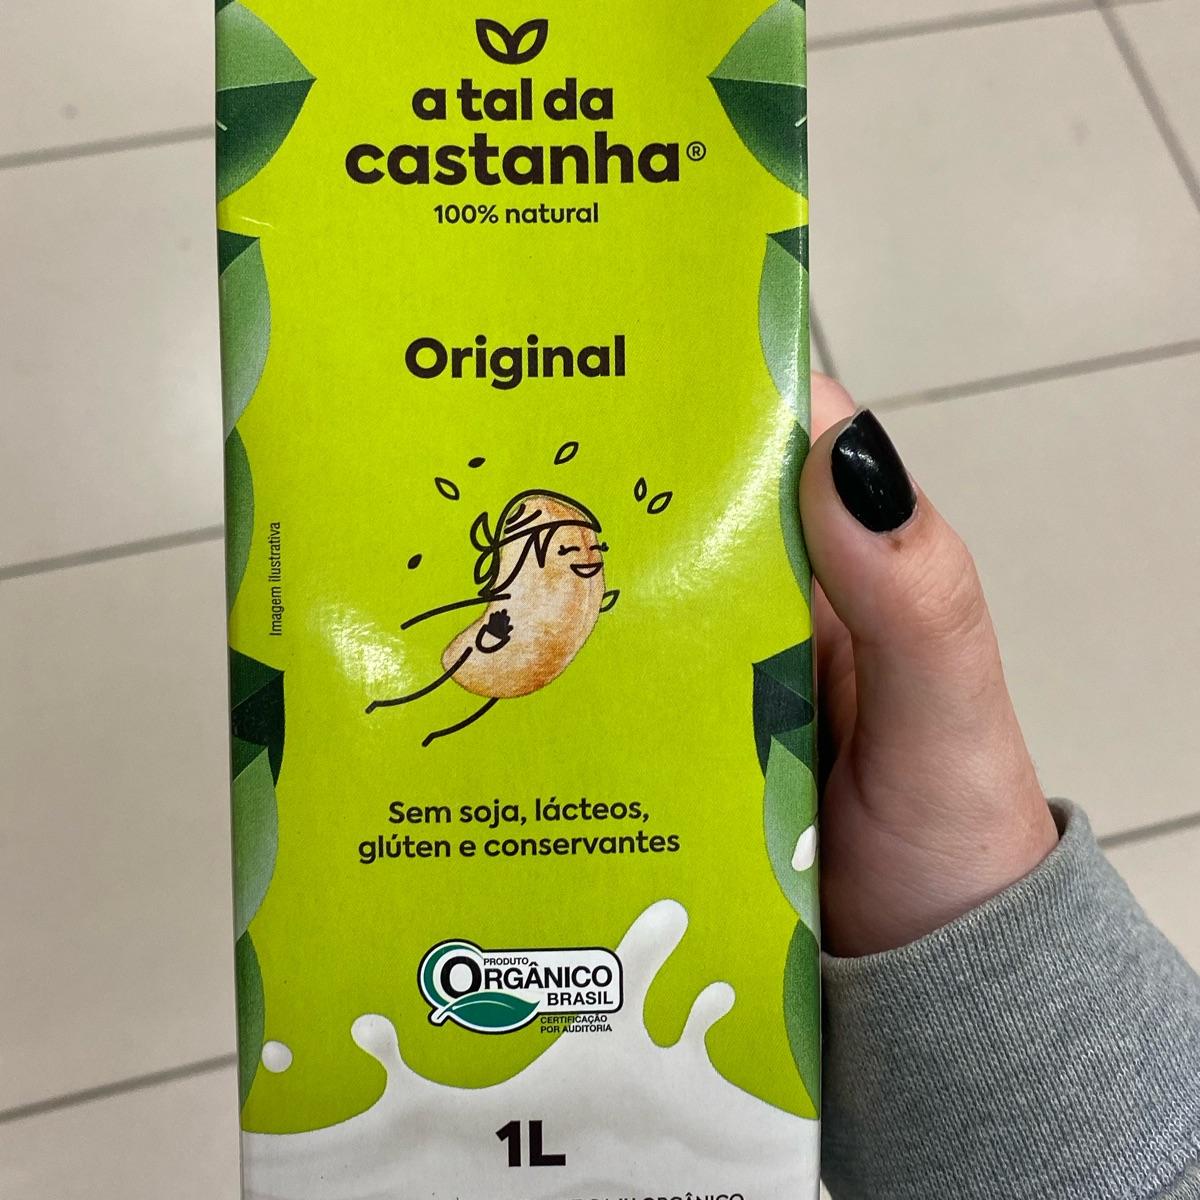 a tal da
castanha®
100% natural
Original
Imagem ilustrativa
Sem soja, lácteos,
glúten e conservantes
PRODUTO
ORGÂNICO
BRASIL
CERTIFICAÇÃO
POR AUDITORIA
1L
ORGÂNICO